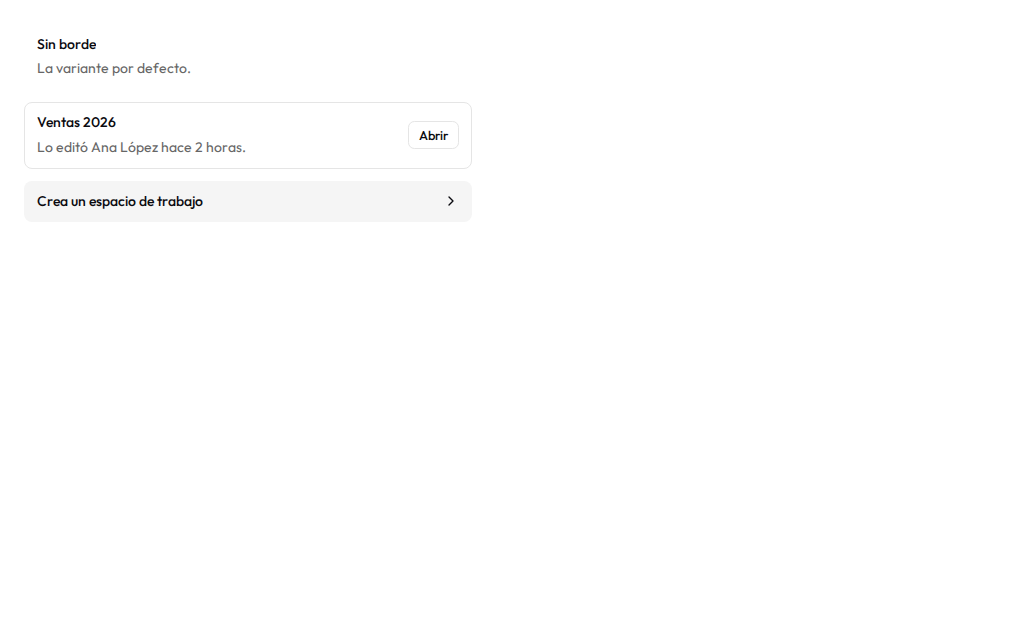 Sin borde
La variante por defecto.
Ventas 2026
Lo editó Ana López hace 2 horas.
Abrir
Crea un espacio de trabajo